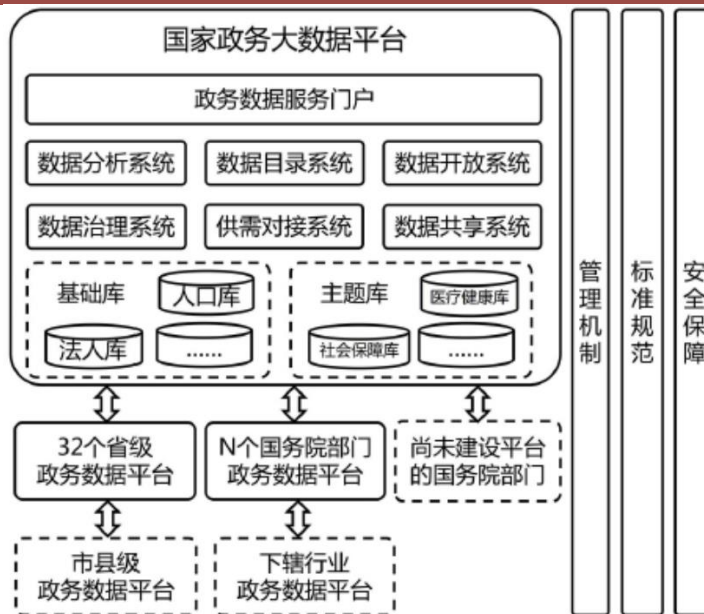 国家政务大数据平台
政务数据服务门户
数据分析系统
数据目录系统
数据开放系统
数据治理系统
供需对接系统
数据共享系统
基础库
人口库
法人库
......
主题库
医疗健康库
社会保障库
......
32个省级
政务数据平台
N个国务院部门
政务数据平台
尚未建设平台
的国务院部门
市县级
政务数据平台
下辖行业
政务数据平台
管理机制
标准规范
安全保障